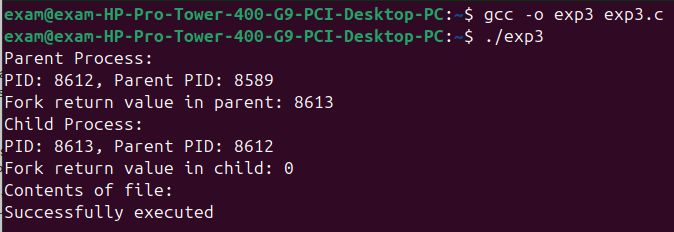 exam@exam-HP-Pro-Tower-400-G9-PCI-Desktop-PC:~$ gcc -o exp3 exp3.c
exam@exam-HP-Pro-Tower-400-G9-PCI-Desktop-PC:~$ ./exp3
Parent Process:
PID: 8612, Parent PID: 8589
Fork return value in parent: 8613
Child Process:
PID: 8613, Parent PID: 8612
Fork return value in child: 0
Contents of file:
Successfully executed